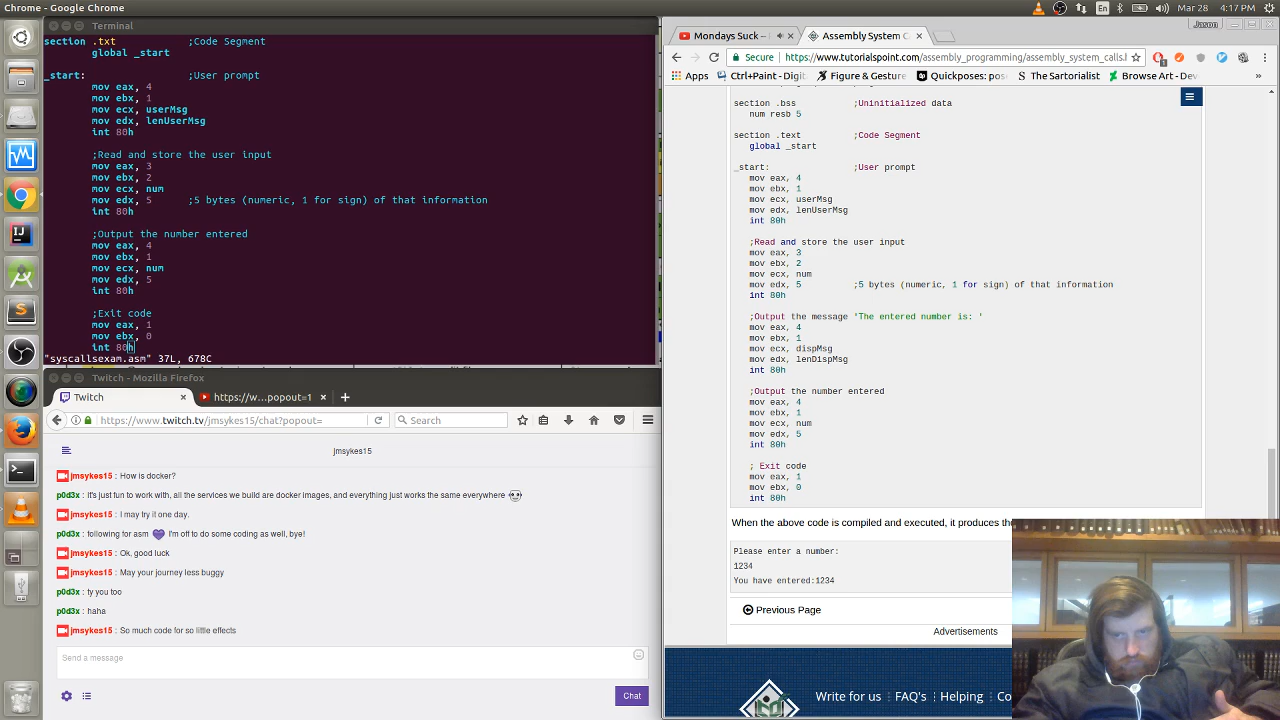 Chrome - Google Chrome
En
Mar 28
4:17 PM
Terminal
section .txt ;Code Segment
global _start
_start: ;User prompt
mov eax, 4
mov ebx, 1
mov ecx, userMsg
mov edx, lenUserMsg
int 80h
;Read and store the user input
mov eax, 3
mov ebx, 2
mov ecx, num
mov edx, 5 ;5 bytes (numeric, 1 for sign) of that information
int 80h
;Output the number entered
mov eax, 4
mov ebx, 1
mov ecx, num
mov edx, 5
int 80h
;Exit code
mov eax, 1
mov ebx, 0
int 80h
"syscallsexam.asm" 37L, 678C
Twitch - Mozilla Firefox
Twitch
https://w...popout=1
https://www.twitch.tv/jmsykes15/chat?popout=
Search
jmsykes15
jmsykes15 : How is docker?
p0d3x : It's just fun to work with, all the services we build are docker images, and everything just works the same everywhere
jmsykes15 : I may try it one day.
p0d3x : following for asm I'm off to do some coding as well, bye!
jmsykes15 : Ok, good luck
jmsykes15 : May your journey less buggy
p0d3x : ty you too
p0d3x : haha
jmsykes15 : So much code for so little effects
Send a message
Chat
Jason
Mondays Suck –
Assembly System C
Secure
https://www.tutorialspoint.com/assembly_programming/assembly_system_calls.l
Apps
Ctrl+Paint - Digit
Figure & Gesture
Quickposes: pos
The Sartorialist
Browse Art - Dev
»
section .bss ;Uninitialized data
num resb 5
section .text ;Code Segment
global _start
_start: ;User prompt
mov eax, 4
mov ebx, 1
mov ecx, userMsg
mov edx, lenUserMsg
int 80h
;Read and store the user input
mov eax, 3
mov ebx, 2
mov ecx, num
mov edx, 5 ;5 bytes (numeric, 1 for sign) of that information
int 80h
;Output the message 'The entered number is: '
mov eax, 4
mov ebx, 1
mov ecx, dispMsg
mov edx, lenDispMsg
int 80h
;Output the number entered
mov eax, 4
mov ebx, 1
mov ecx, num
mov edx, 5
int 80h
; Exit code
mov eax, 1
mov ebx, 0
int 80h
When the above code is compiled and executed, it produces the
Please enter a number:
1234
You have entered:1234
Previous Page
Advertisements
Write for us
FAQ's
Helping
Co